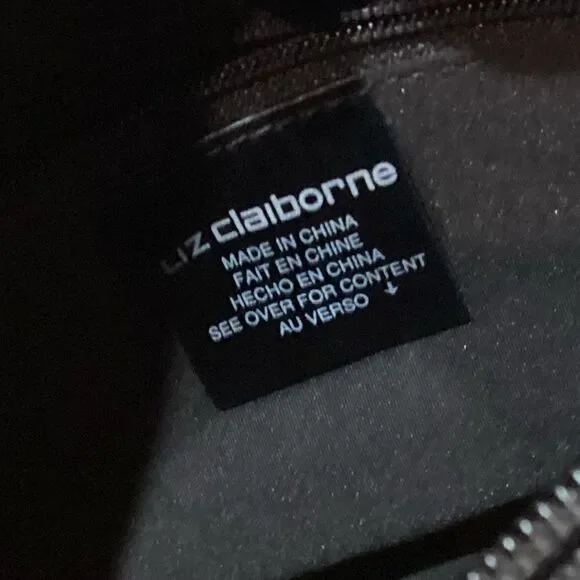 Liz claiborne
MADE IN CHINA
FAIT EN CHINE
HECHO EN CHINA
SEE OVER FOR CONTENT
AU VERSO ↓